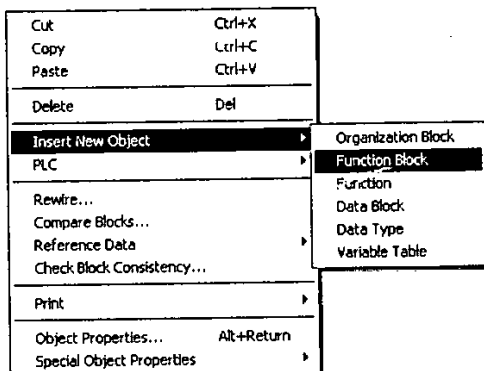 Cut Ctrl+X
Copy Ctrl+C
Paste Ctrl+V
Delete Del
Insert New Object
PLC
Rewire...
Compare Blocks...
Reference Data
Check Block Consistency...
Print
Object Properties... Alt+Return
Special Object Properties
Organization Block
Function Block
Function
Data Block
Data Type
Variable Table